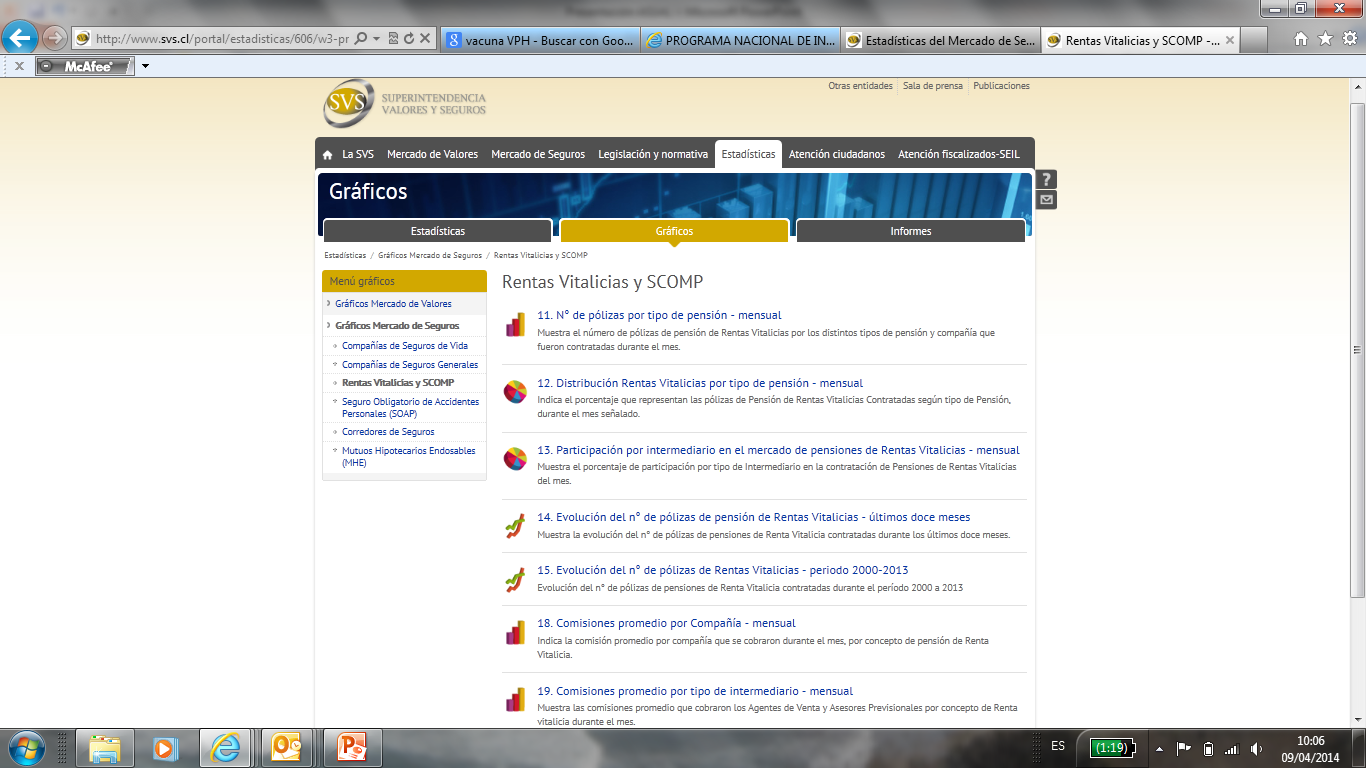 http://www.svs.cl/portal/estadisticas/606/w3-pr
vacuna VPH - Buscar con Goo...
PROGRAMA NACIONAL DE IN...
Estadísticas del Mercado de Se...
Rentas Vitalicias y SCOMP -...
McAfee
SVS
SUPERINTENDENCIA
VALORES Y SEGUROS
Otras entidades
Sala de prensa
Publicaciones
La SVS
Mercado de Valores
Mercado de Seguros
Legislación y normativa
Estadísticas
Atención ciudadanos
Atención fiscalizados-SEIL
?
Gráficos
Estadísticas
Gráficos
Informes
Estadísticas / Gráficos Mercado de Seguros / Rentas Vitalicias y SCOMP
Menú gráficos
Gráficos Mercado de Valores
Gráficos Mercado de Seguros
Compañías de Seguros de Vida
Compañías de Seguros Generales
Rentas Vitalicias y SCOMP
Seguro Obligatorio de Accidentes
Personales (SOAP)
Corredores de Seguros
Mutuos Hipotecarios Endosables
(MHE)
Rentas Vitalicias y SCOMP
11. N° de pólizas por tipo de pensión - mensual
Muestra el número de pólizas de pensión de Rentas Vitalicias por los distintos tipos de pensión y compañía que
fueron contratadas durante el mes.
12. Distribución Rentas Vitalicias por tipo de pensión - mensual
Indica el porcentaje que representan las pólizas de Pensión de Rentas Vitalicias Contratadas según tipo de Pensión,
durante el mes señalado.
13. Participación por intermediario en el mercado de pensiones de Rentas Vitalicias - mensual
Muestra el porcentaje de participación por tipo de Intermediario en la contratación de Pensiones de Rentas Vitalicias
del mes.
14. Evolución del n° de pólizas de pensión de Rentas Vitalicias - últimos doce meses
Muestra la evolución del n° de pólizas de pensiones de Renta Vitalicia contratadas durante los últimos doce meses.
15. Evolución del n° de pólizas de Rentas Vitalicias - periodo 2000-2013
Evolución del n° de pólizas de pensiones de Renta Vitalicia contratadas durante el período 2000 a 2013
18. Comisiones promedio por Compañía - mensual
Indica la comisión promedio por compañía que se cobraron durante el mes, por concepto de pensión de Renta
Vitalicia.
19. Comisiones promedio por tipo de intermediario - mensual
Muestra las comisiones promedio que cobraron los Agentes de Venta y Asesores Previsionales por concepto de Renta
vitalicia durante el mes.
ES
(1:19)
10:06
09/04/2014